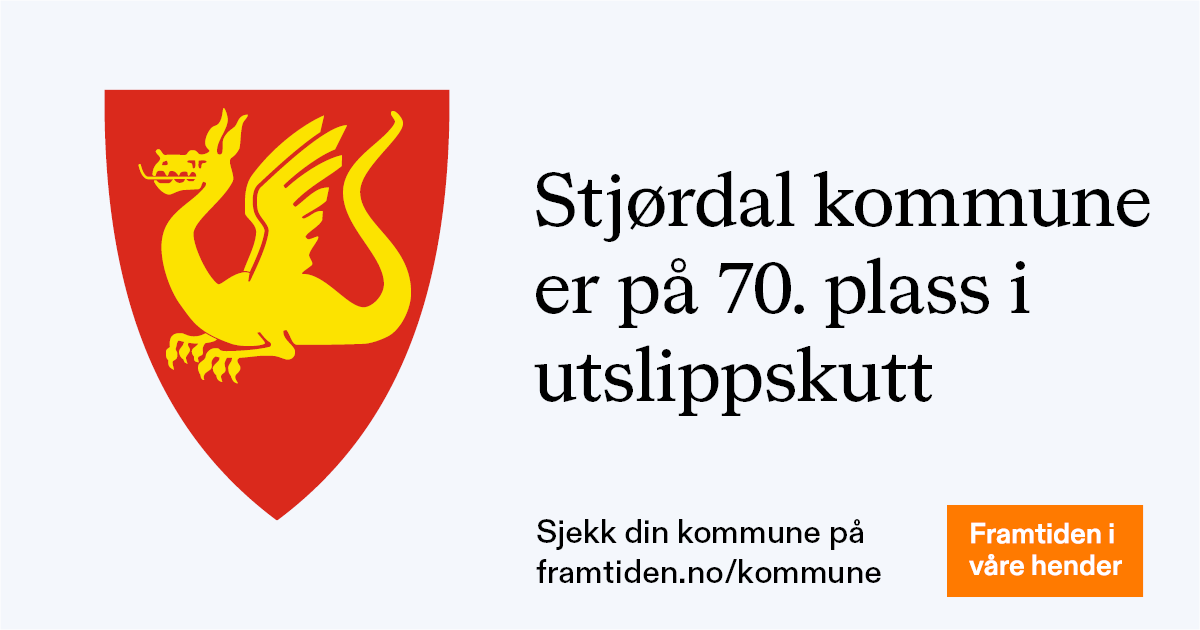 Stjørdal kommune
er på 70. plass i
utslippskutt
Sjekk din kommune på
framtiden.no/kommune
Framtiden i
våre hender